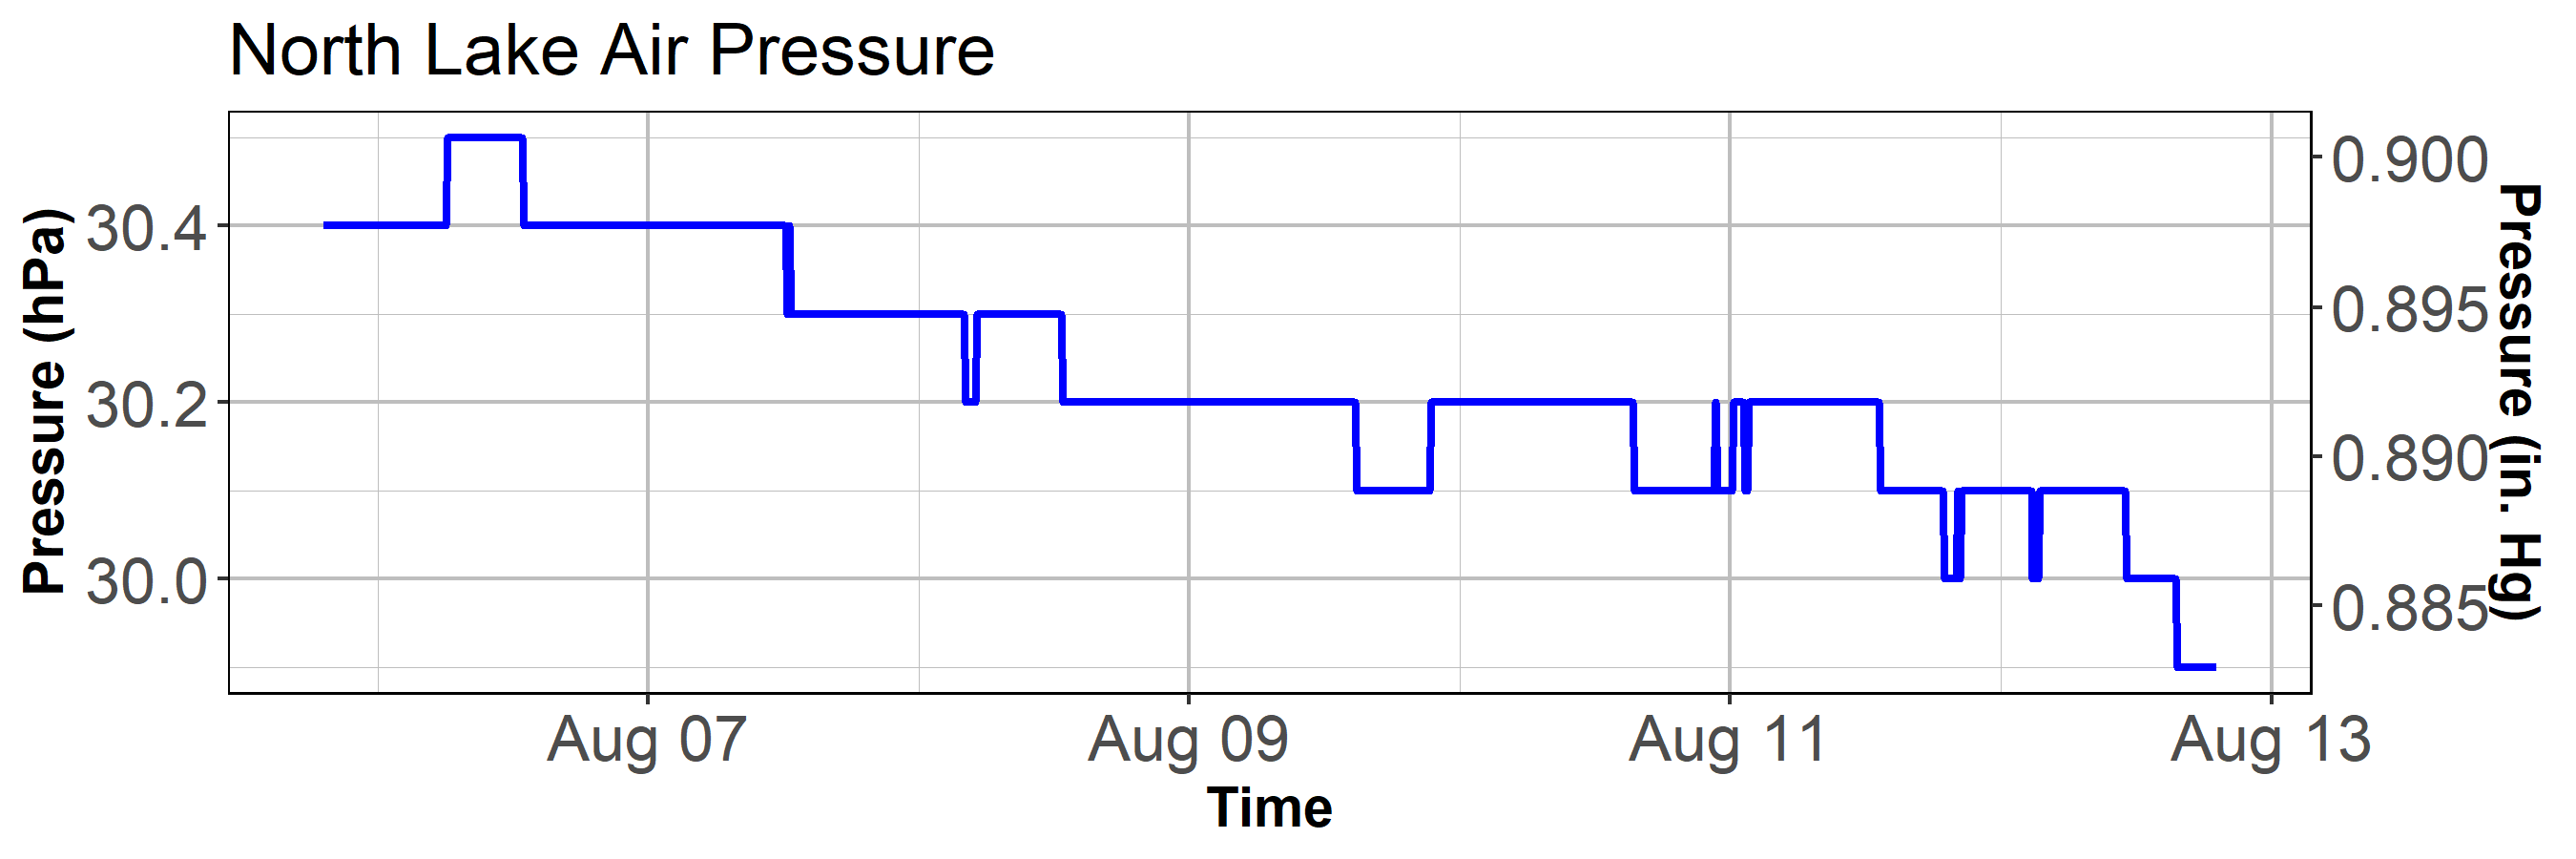 North Lake Air Pressure
Pressure (hPa)
30.4
30.2
30.0
0.900
0.895
0.890
0.885
Pressure (in. Hg)
Aug 07
Aug 09
Aug 11
Aug 13
Time